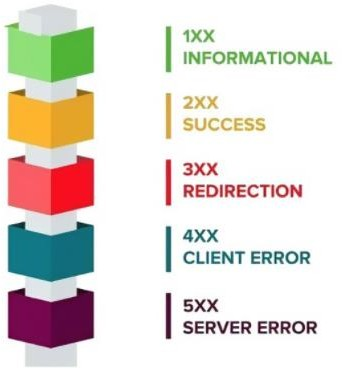 1XX
INFORMATIONAL
2XX
SUCCESS
3XX
REDIRECTION
4XX
CLIENT ERROR
5XX
SERVER ERROR